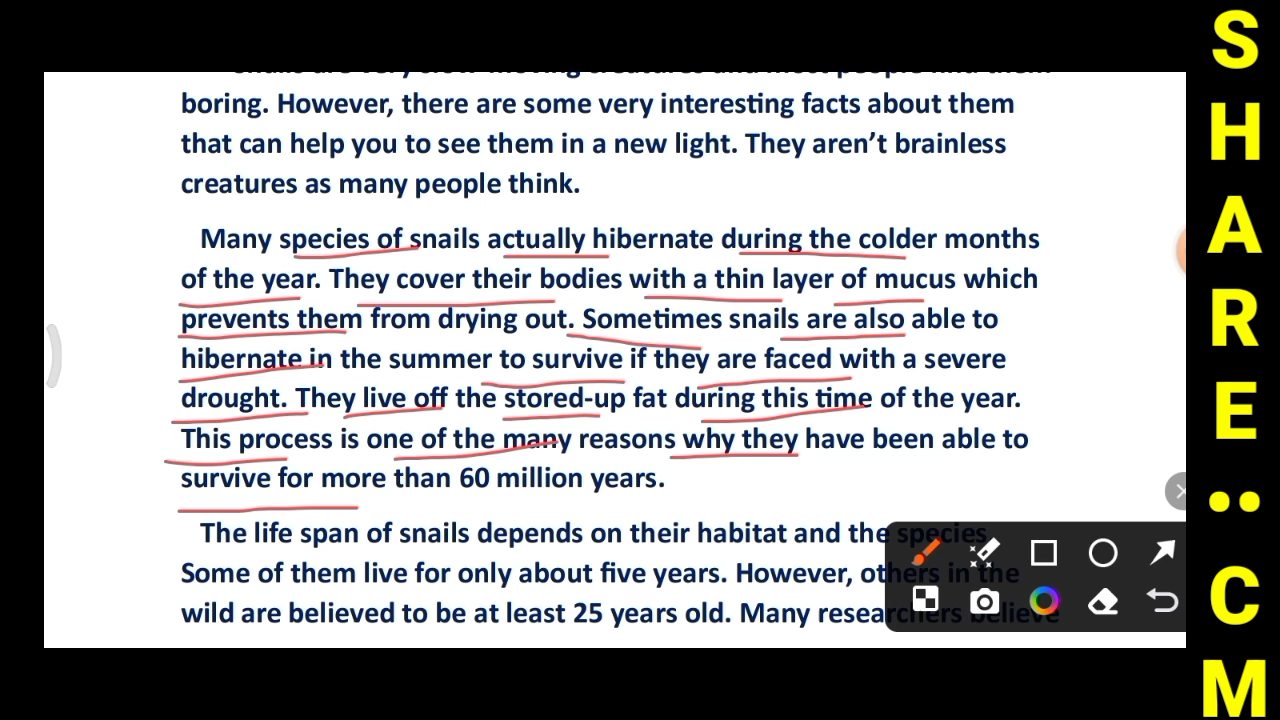 boring. However, there are some very interesting facts about them
that can help you to see them in a new light. They aren’t brainless
creatures as many people think.
Many species of snails actually hibernate during the colder months
of the year. They cover their bodies with a thin layer of mucus which
prevents them from drying out. Sometimes snails are also able to
hibernate in the summer to survive if they are faced with a severe
drought. They live off the stored-up fat during this time of the year.
This process is one of the many reasons why they have been able to
survive for more than 60 million years.
The life span of snails depends on their habitat and the species.
Some of them live for only about five years. However, others in the
wild are believed to be at least 25 years old. Many researchers believe
SHARE..CM